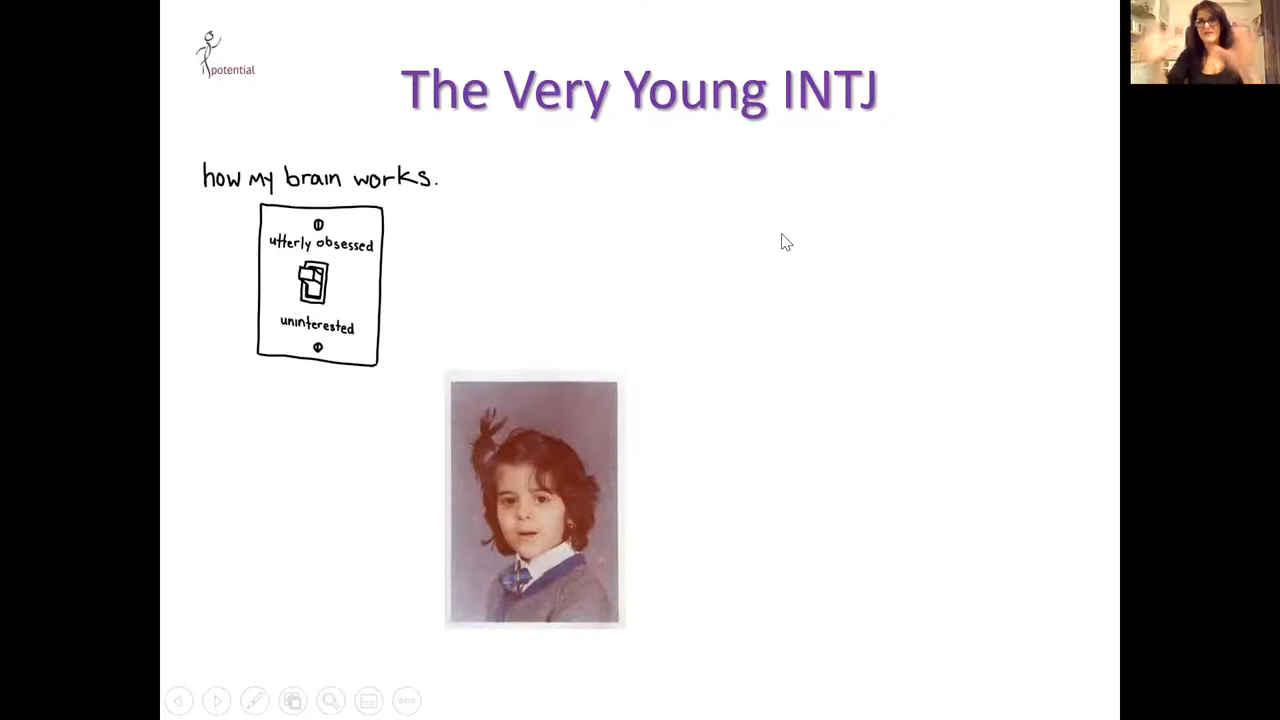 potential
The Very Young INTJ
how my brain works.
utterly obsessed
uninterested